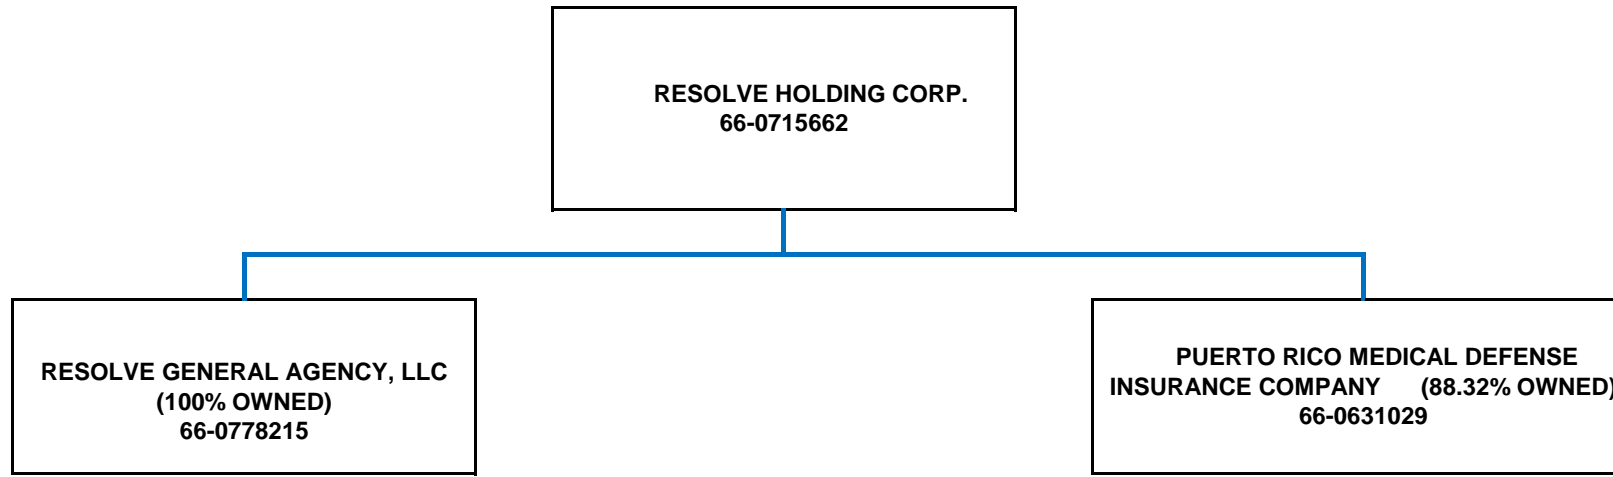 RESOLVE HOLDING CORP.
66-0715662
RESOLVE GENERAL AGENCY, LLC
(100% OWNED)
66-0778215
PUERTO RICO MEDICAL DEFENSE
INSURANCE COMPANY (88.32% OWNED)
66-0631029